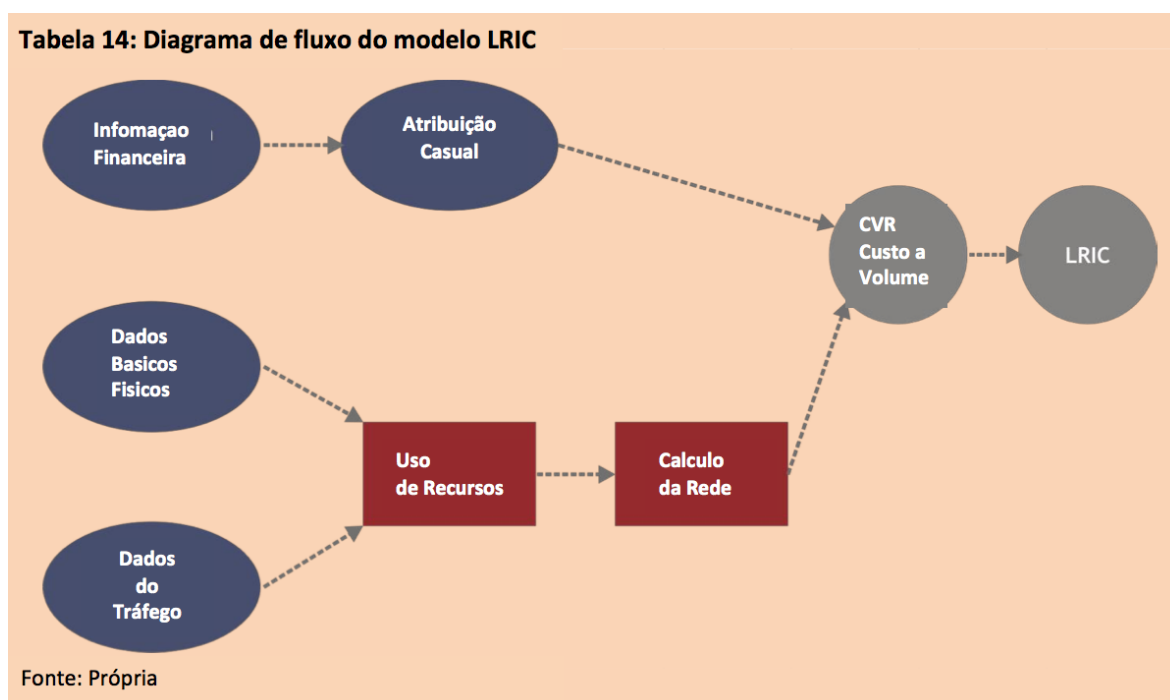 Tabela 14: Diagrama de fluxo do modelo LRIC
Infomaçao
Financeira
Atribuição
Casual
CVR
Custo a
Volume
LRIC
Dados
Basicos
Fisicos
Uso
de Recursos
Calculo
da Rede
Dados
do
Tráfego
Fonte: Própria